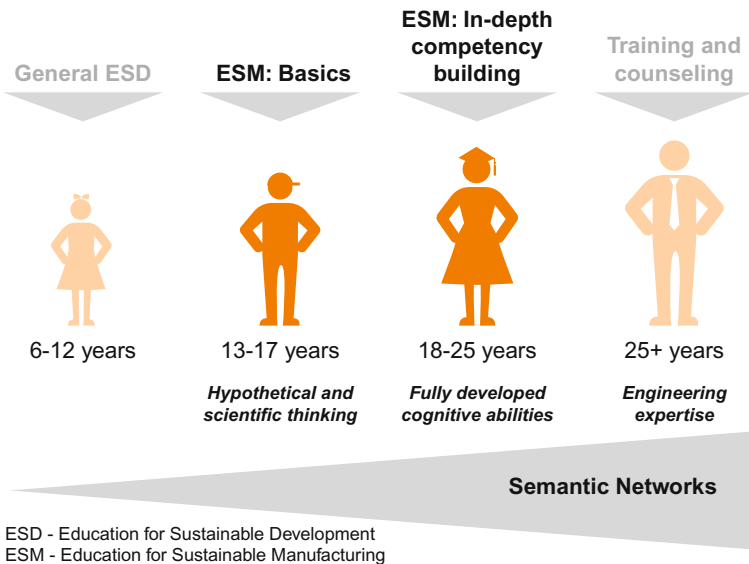 General ESD
ESM: Basics
ESM: In-depth
competency
building
Training and
counseling
6-12 years
13-17 years
18-25 years
25+ years
Hypothetical and
scientific thinking
Fully developed
cognitive abilities
Engineering
expertise
Semantic Networks
ESD - Education for Sustainable Development
ESM - Education for Sustainable Manufacturing